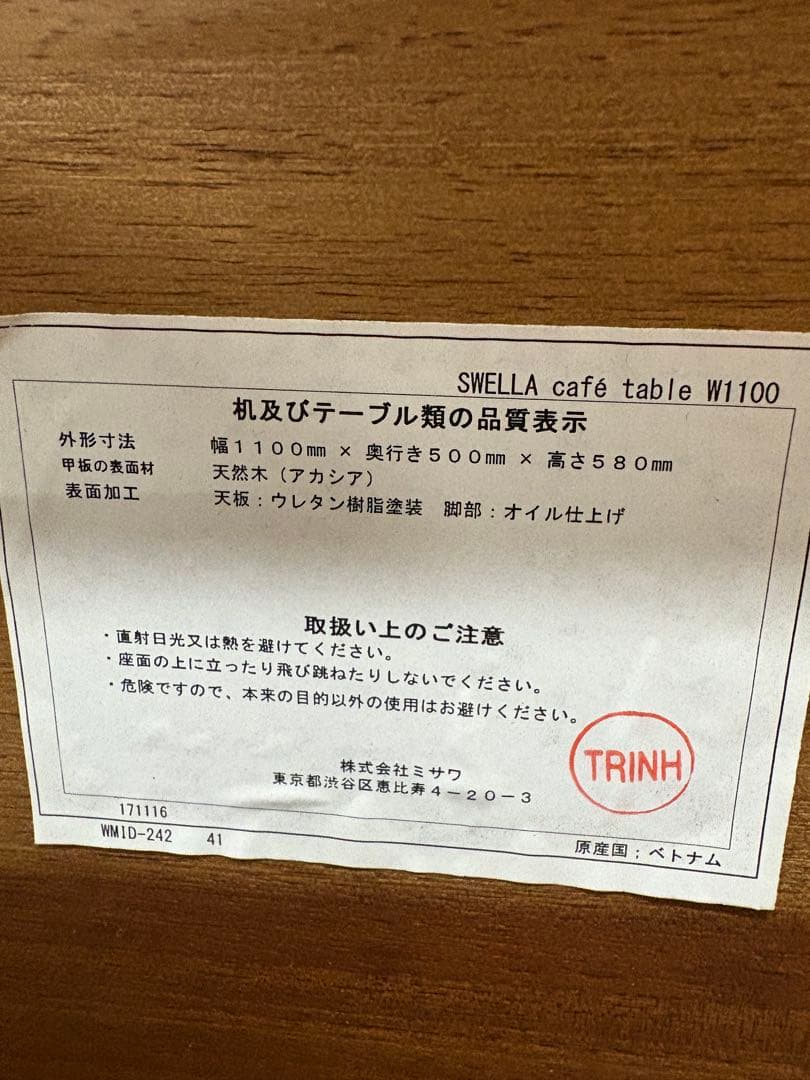 SWELLA café table W1100
机及びテーブル類の品質表示
外形寸法 幅１１００㎜ × 奥行き５００㎜ × 高さ５８０㎜
甲板の表面材 天然木（アカシア）
表面加工 天板：ウレタン樹脂塗装 脚部：オイル仕上げ
取扱い上のご注意
・直射日光又は熱を避けてください。
・座面の上に立ったり飛び跳ねたりしないでください。
・危険ですので、本来の目的以外の使用はお避けください。
株式会社ミサワ
東京都渋谷区恵比寿４－２０－３
TRINH
171116
WMID-242 41
原産国；ベトナム